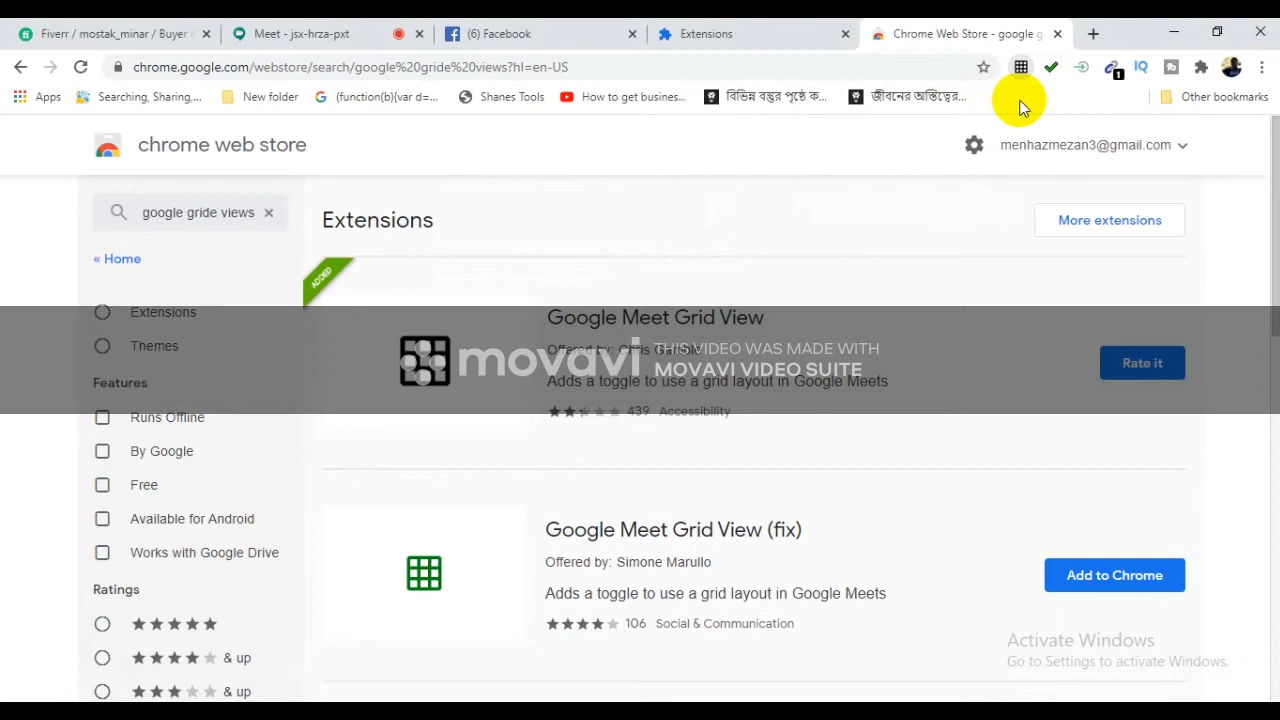 Fiverr / mostak_minar / Buyer
Meet - jsx-hrza-pxt
(6) Facebook
Extensions
Chrome Web Store - google g
chrome.google.com/webstore/search/google%20gride%20views?hl=en-US
1
IQ
Apps
Searching, Sharing,...
New folder
(function(b){var d=...
Shanes Tools
How to get busines...
বিভিন্ন বস্তুর পৃষ্ঠে ক...
জীবনের অস্তিত্বের...
Other bookmarks
chrome web store
menhazmezan3@gmail.com
google gride views
Extensions
More extensions
« Home
ADDED
Extensions
Google Meet Grid View
Themes
Offered by: Chris Gamble
movavi
THIS VIDEO WAS MADE WITH
MOVAVI VIDEO SUITE
Rate it
Features
Adds a toggle to use a grid layout in Google Meets
Runs Offline
439 Accessibility
By Google
Free
Available for Android
Google Meet Grid View (fix)
Works with Google Drive
Offered by: Simone Marullo
Add to Chrome
Ratings
Adds a toggle to use a grid layout in Google Meets
106 Social & Communication
& up
& up
Activate Windows
Go to Settings to activate Windows.